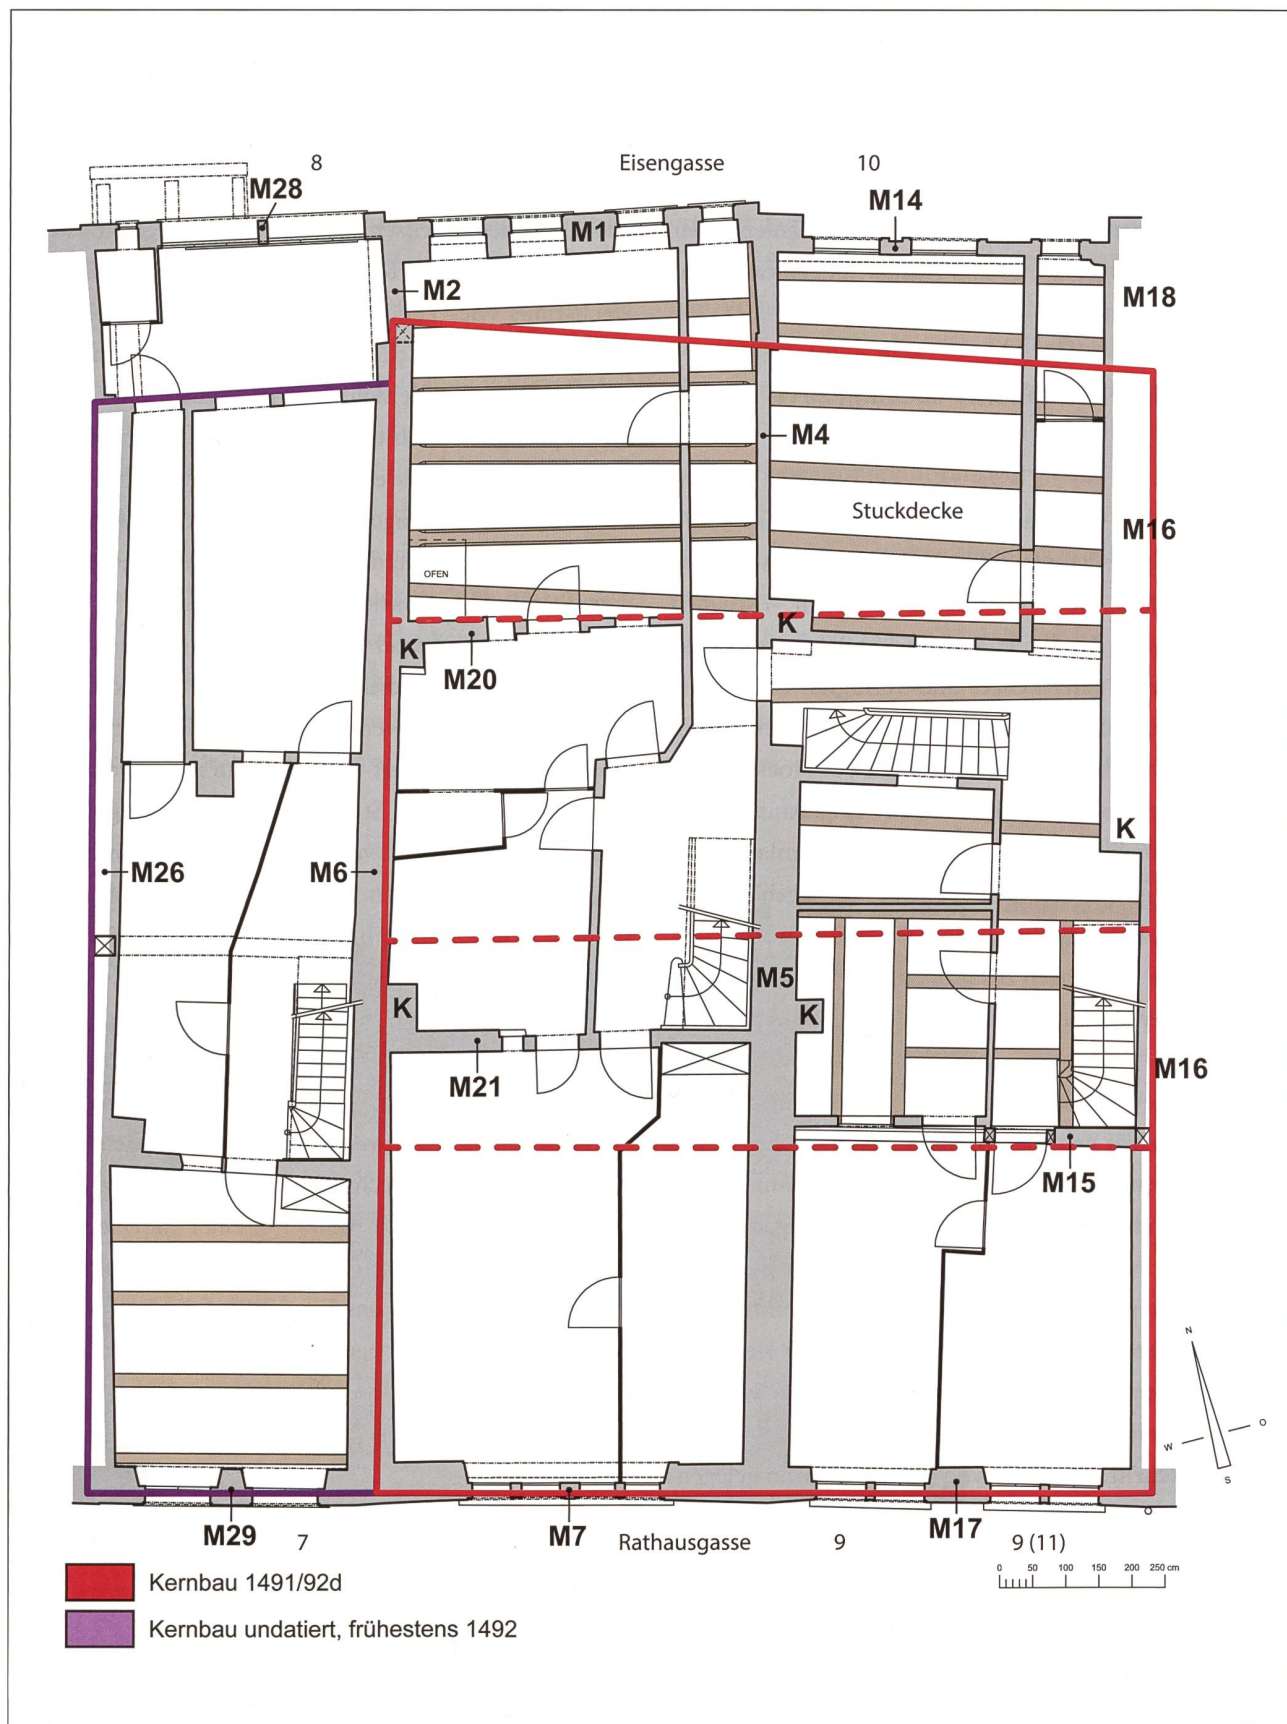 8
Eisengasse
10
M28
M14
M1
M2
M18
M4
Stuckdecke
M16
OFEN
K
K
M20
K
M26
M6
K
K
M5
M21
M16
M15
N
O
W
S
M29
7
M7
Rathausgasse
9
M17
9 (11)
0 50 100 150 200 250 cm
Kernbau 1491/92d
Kernbau undatiert, frühestens 1492